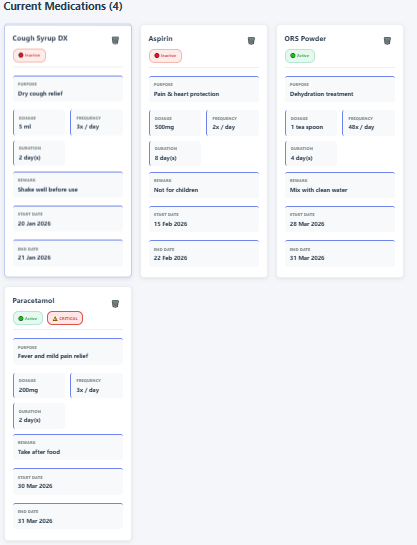 Current Medications (4)
Cough Syrup DX
Inactive
PURPOSE
Dry cough relief
DOSAGE
5 ml
FREQUENCY
3x / day
DURATION
2 day(s)
REMARK
Shake well before use
START DATE
20 Jan 2026
END DATE
21 Jan 2026
Aspirin
Inactive
PURPOSE
Pain & heart protection
DOSAGE
500mg
FREQUENCY
2x / day
DURATION
8 day(s)
REMARK
Not for children
START DATE
15 Feb 2026
END DATE
22 Feb 2026
ORS Powder
Active
PURPOSE
Dehydration treatment
DOSAGE
1 tea spoon
FREQUENCY
48x / day
DURATION
4 day(s)
REMARK
Mix with clean water
START DATE
28 Mar 2026
END DATE
31 Mar 2026
Paracetamol
Active
CRITICAL
PURPOSE
Fever and mild pain relief
DOSAGE
200mg
FREQUENCY
3x / day
DURATION
2 day(s)
REMARK
Take after food
START DATE
30 Mar 2026
END DATE
31 Mar 2026